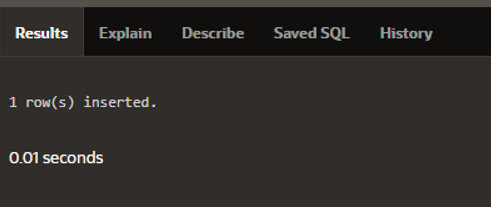 Results Explain Describe Saved SQL History
1 row(s) inserted.
0.01 seconds